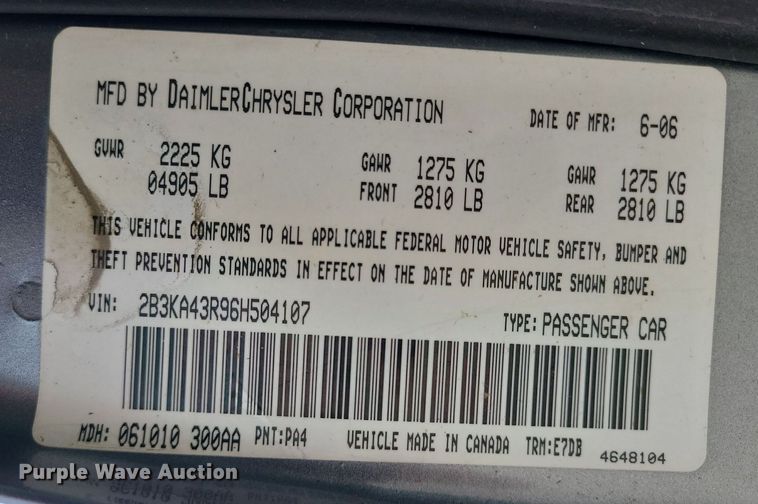 MFD BY DAIMLERCHRYSLER CORPORATION DATE OF MFR: 6-06
GVWR 2225 KG GAWR 1275 KG GAWR 1275 KG
04905 LB FRONT 2810 LB REAR 2810 LB
THIS VEHICLE CONFORMS TO ALL APPLICABLE FEDERAL MOTOR VEHICLE SAFETY, BUMPER AND
THEFT PREVENTION STANDARDS IN EFFECT ON THE DATE OF MANUFACTURE SHOWN ABOVE.
VIN: 2B3KA43R96H504107 TYPE: PASSENGER CAR
MDH: 061010 300AA PNT:PA4 VEHICLE MADE IN CANADA TRM:E7DB 4648104
Purple Wave Auction